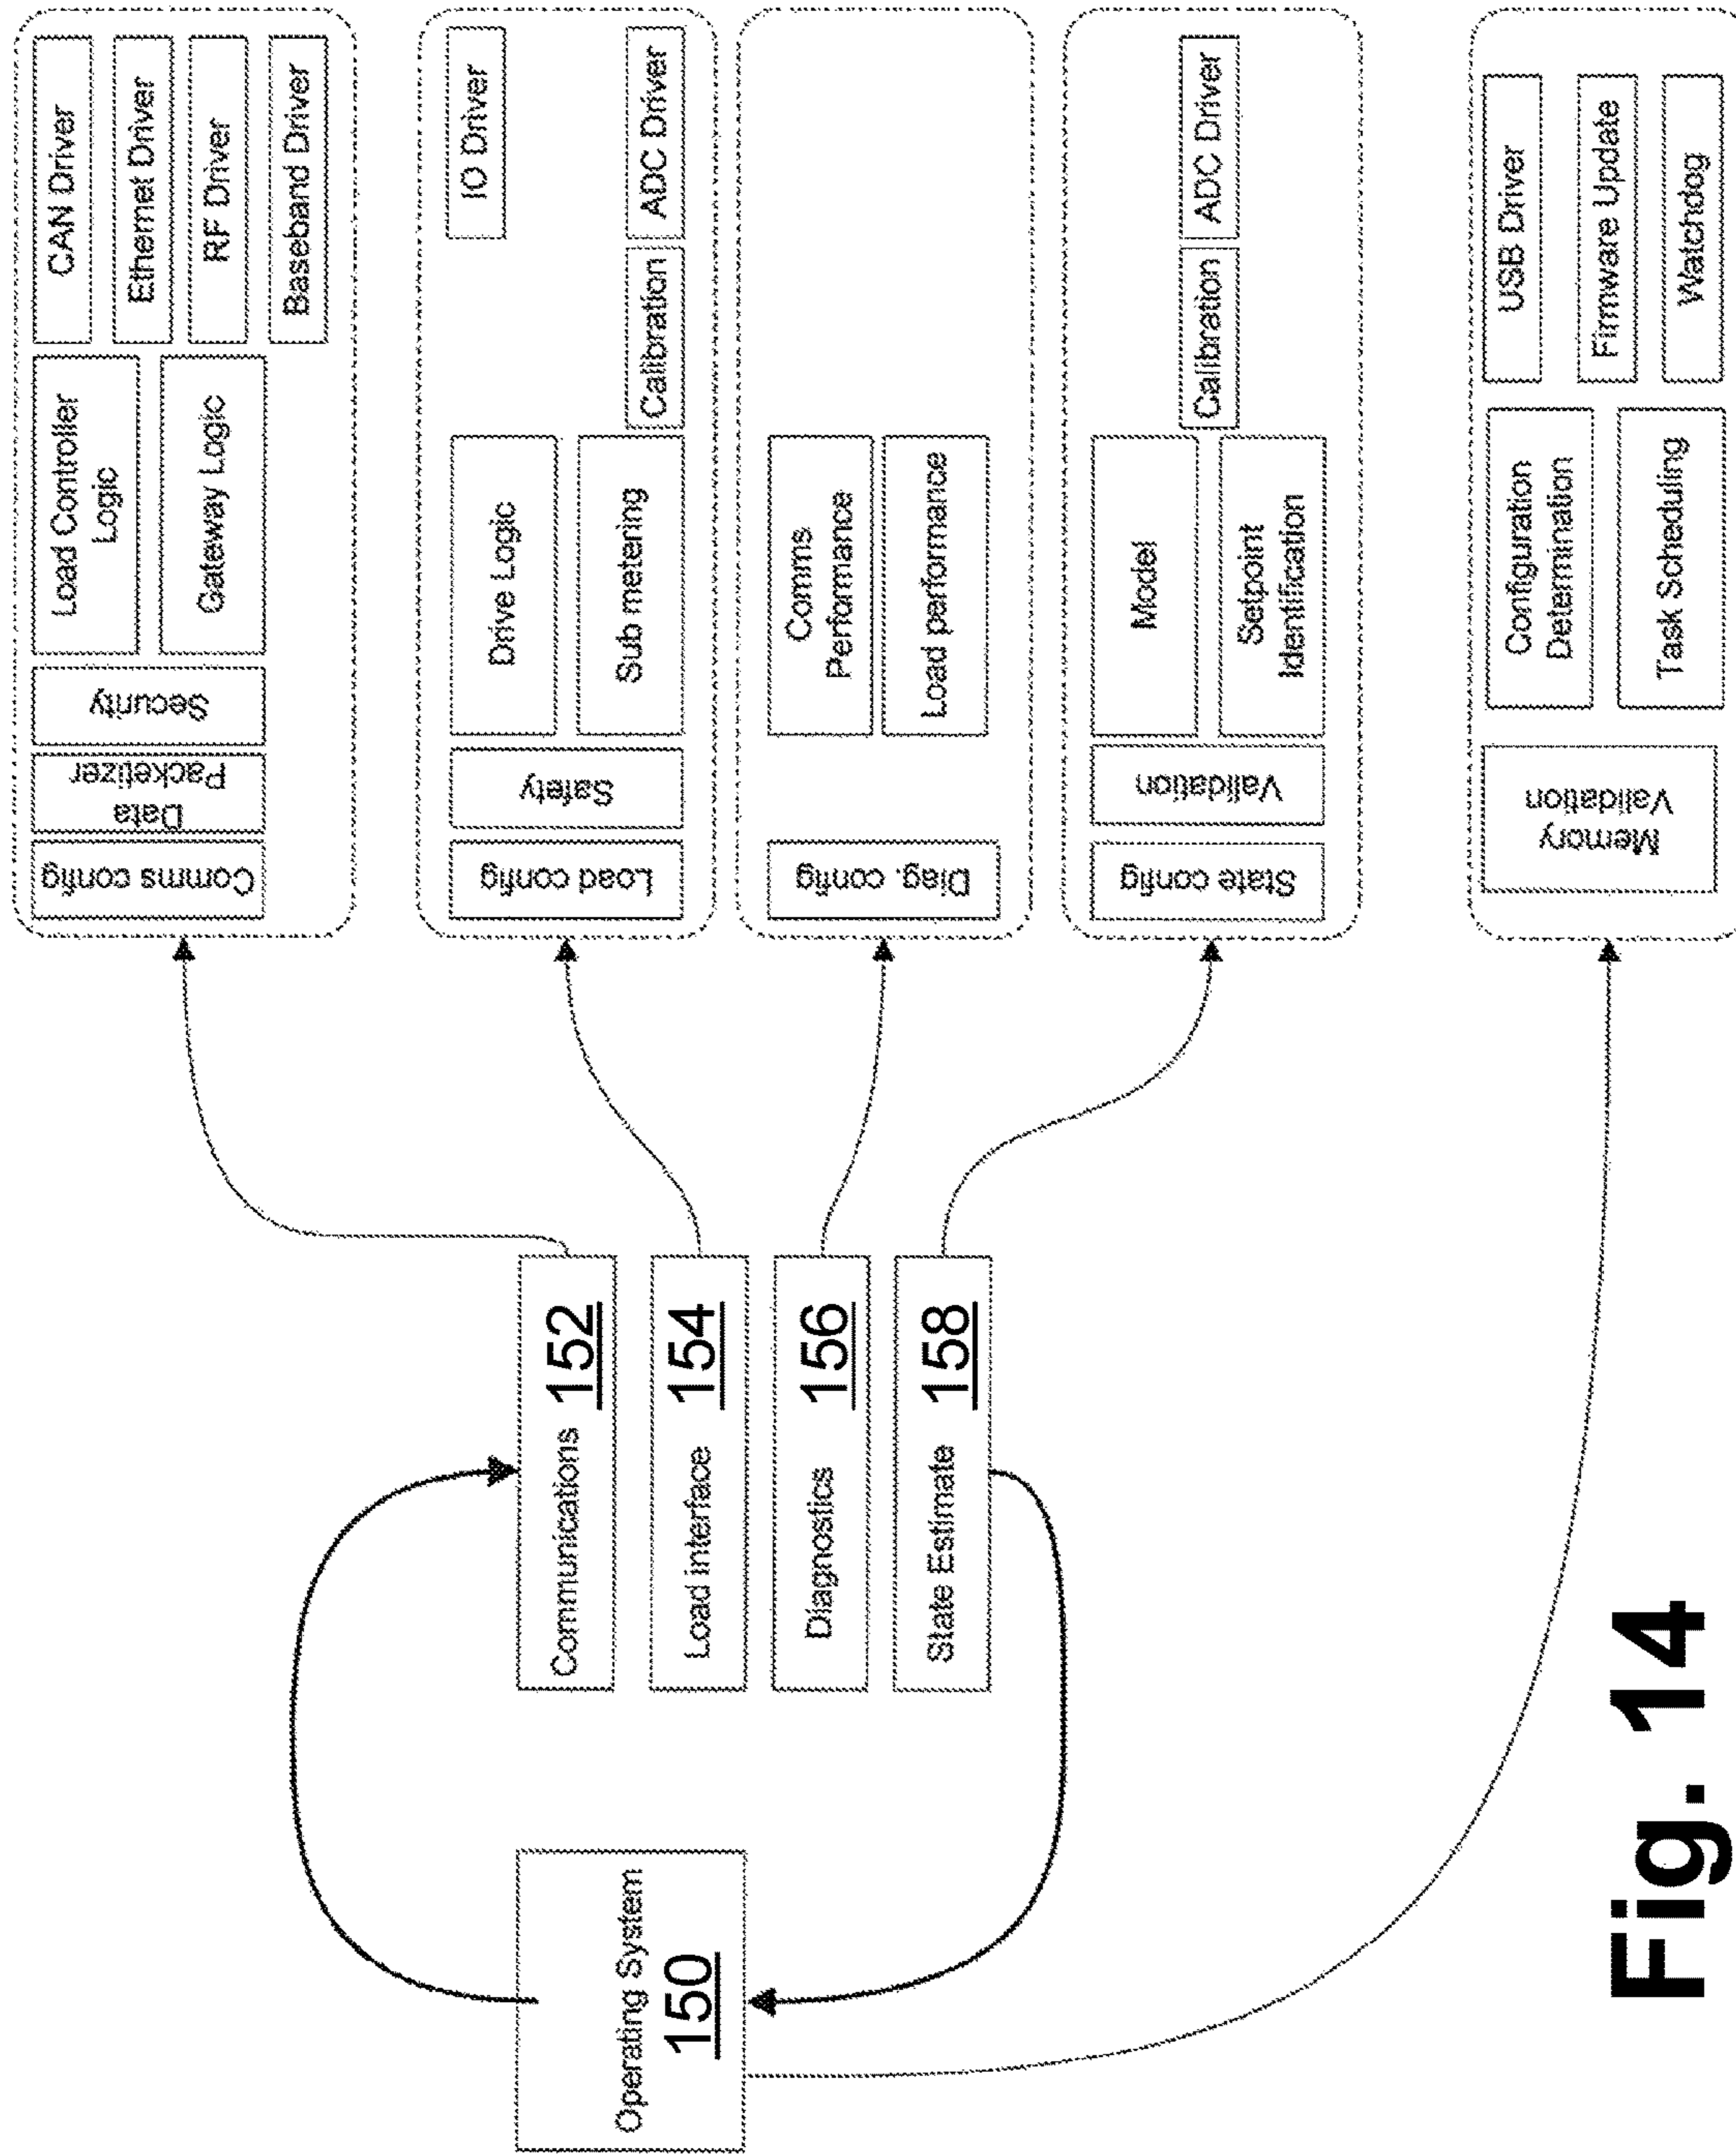 Operating System
150
Communications 152
Load interface 154
Diagnostics 156
State Estimate 158
Comms config
Data
Packetizer
Security
Load Controller
Logic
Gateway Logic
CAN Driver
Ethernet Driver
RF Driver
Baseband Driver
Load config
Safety
Drive Logic
Sub metering
Calibration
IO Driver
ADC Driver
Diag. config
Comms
Performance
Load performance
State config
Validation
Model
Setpoint
Identification
Calibration
ADC Driver
Memory
Validation
Configuration
Determination
Task Scheduling
USB Driver
Firmware Update
Watchdog
Fig. 14